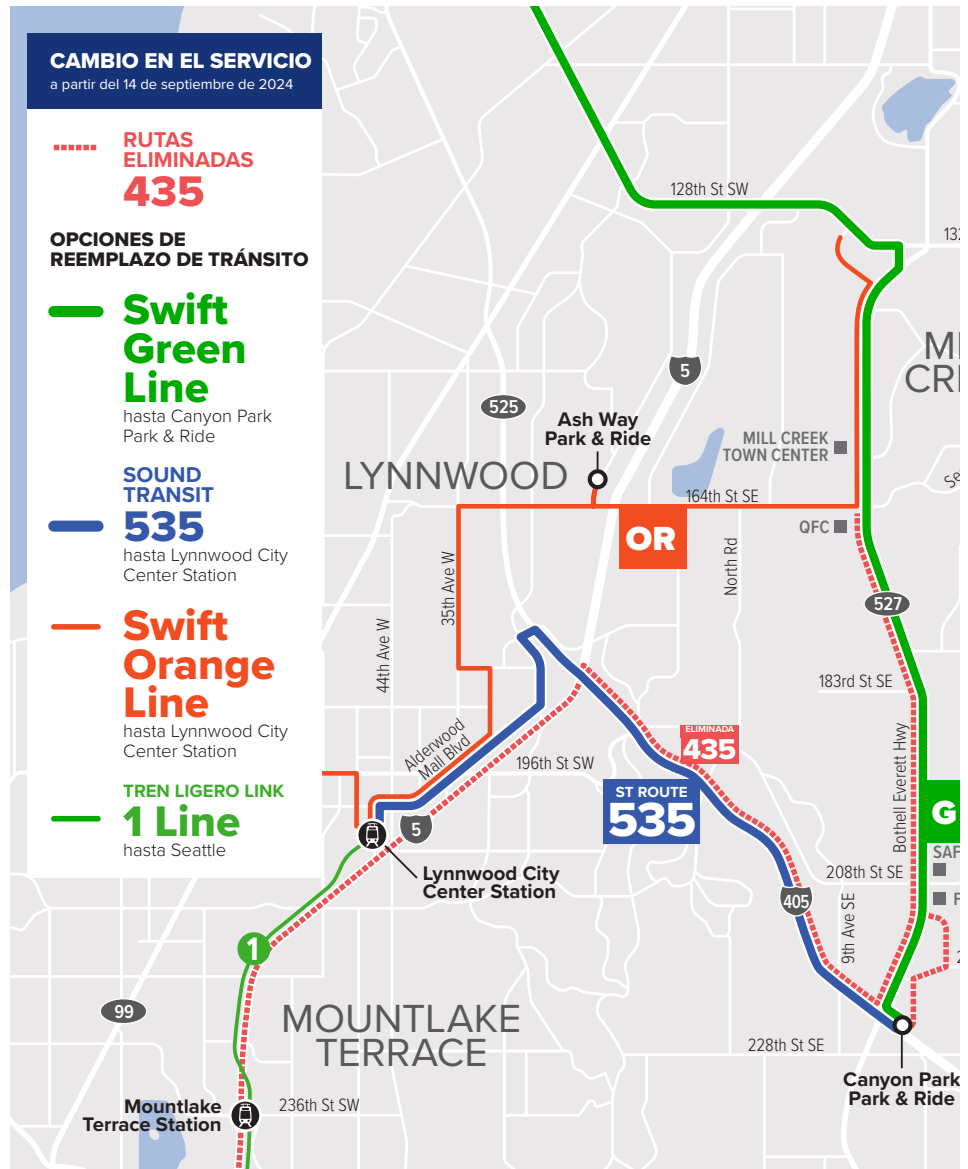 CAMBIO EN EL SERVICIO
a partir del 14 de septiembre de 2024
RUTAS
ELIMINADAS
435
OPCIONES DE
REEMPLAZO DE TRÁNSITO
Swift
Green
Line
hasta Canyon Park
Park & Ride
SOUND
TRANSIT
535
hasta Lynnwood City
Center Station
Swift
Orange
Line
hasta Lynnwood City
Center Station
TREN LIGERO LINK
1 Line
hasta Seattle
128th St SW
132
MI
CRE
5
525
Ash Way
Park & Ride
MILL CREEK
TOWN CENTER
LYNNWOOD
164th St SE
Se
OR
QFC
35th Ave W
North Rd
527
44th Ave W
183rd St SE
Alderwood
Mall Blvd
196th St SW
ELIMINADA
435
ST ROUTE
535
Bothell Everett Hwy
G
5
SAF
208th St SE
F
Lynnwood City
Center Station
405
9th Ave SE
2
1
99
MOUNTLAKE
TERRACE
228th St SE
Canyon Park
Park & Ride
Mountlake
Terrace Station
236th St SW